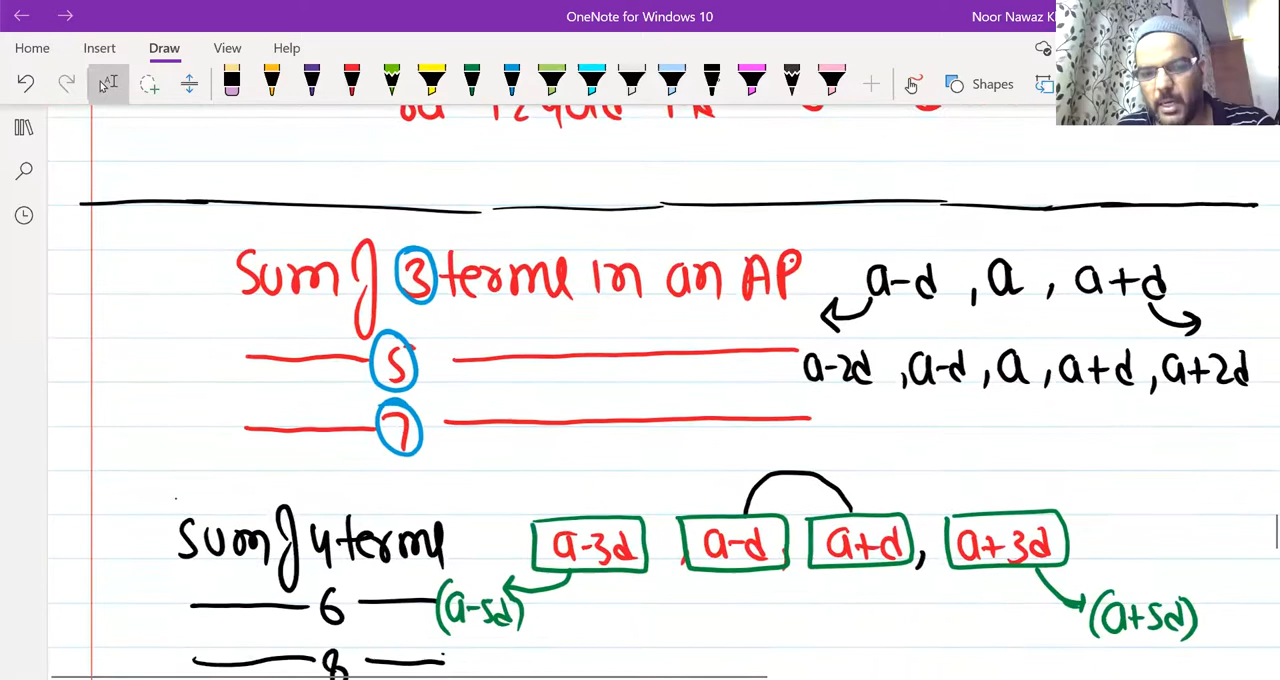 OneNote for Windows 10
Noor Nawaz K
Home Insert Draw View Help
Shapes
Sum of 3 terms in an AP a-d , a , a+d
5 a-2d , a-d , a , a+d , a+2d
7
Sum of 4 terms a-3d , a-d , a+d , a+3d
6 (a-5d) (a+5d)
8